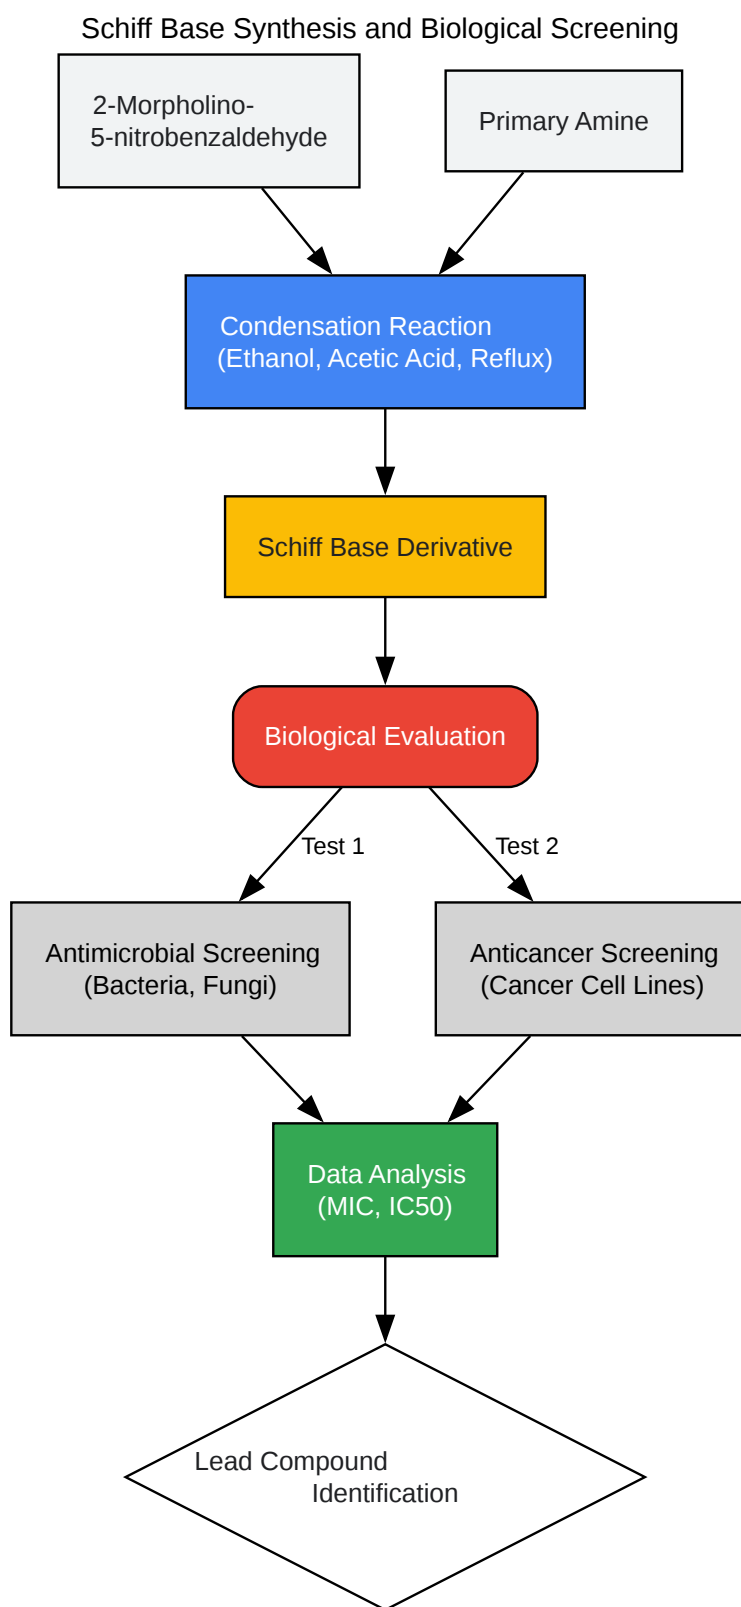 Schiff Base Synthesis and Biological Screening
2-Morpholino-
5-nitrobenzaldehyde
Primary Amine
Condensation Reaction
(Ethanol, Acetic Acid, Reflux)
Schiff Base Derivative
Biological Evaluation
Test 1
Test 2
Antimicrobial Screening
(Bacteria, Fungi)
Anticancer Screening
(Cancer Cell Lines)
Data Analysis
(MIC, IC50)
Lead Compound
Identification